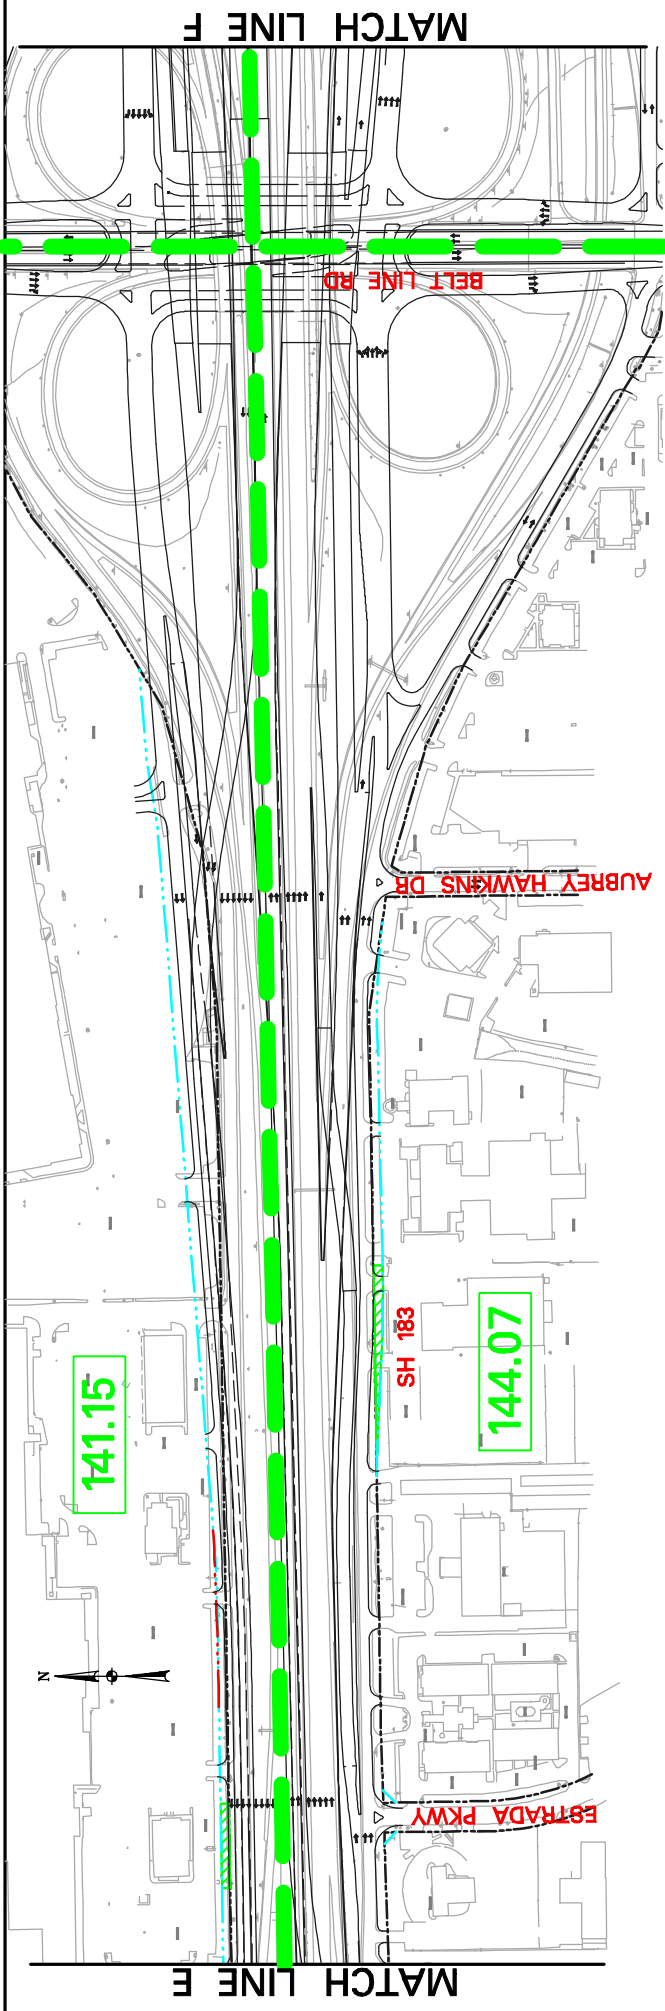 MATCH LINE F
BELT LINE RD
AUBREY HAWKINS DR
SH 183
144.07
141.15
N
ESTRADA PKWY
MATCH LINE E